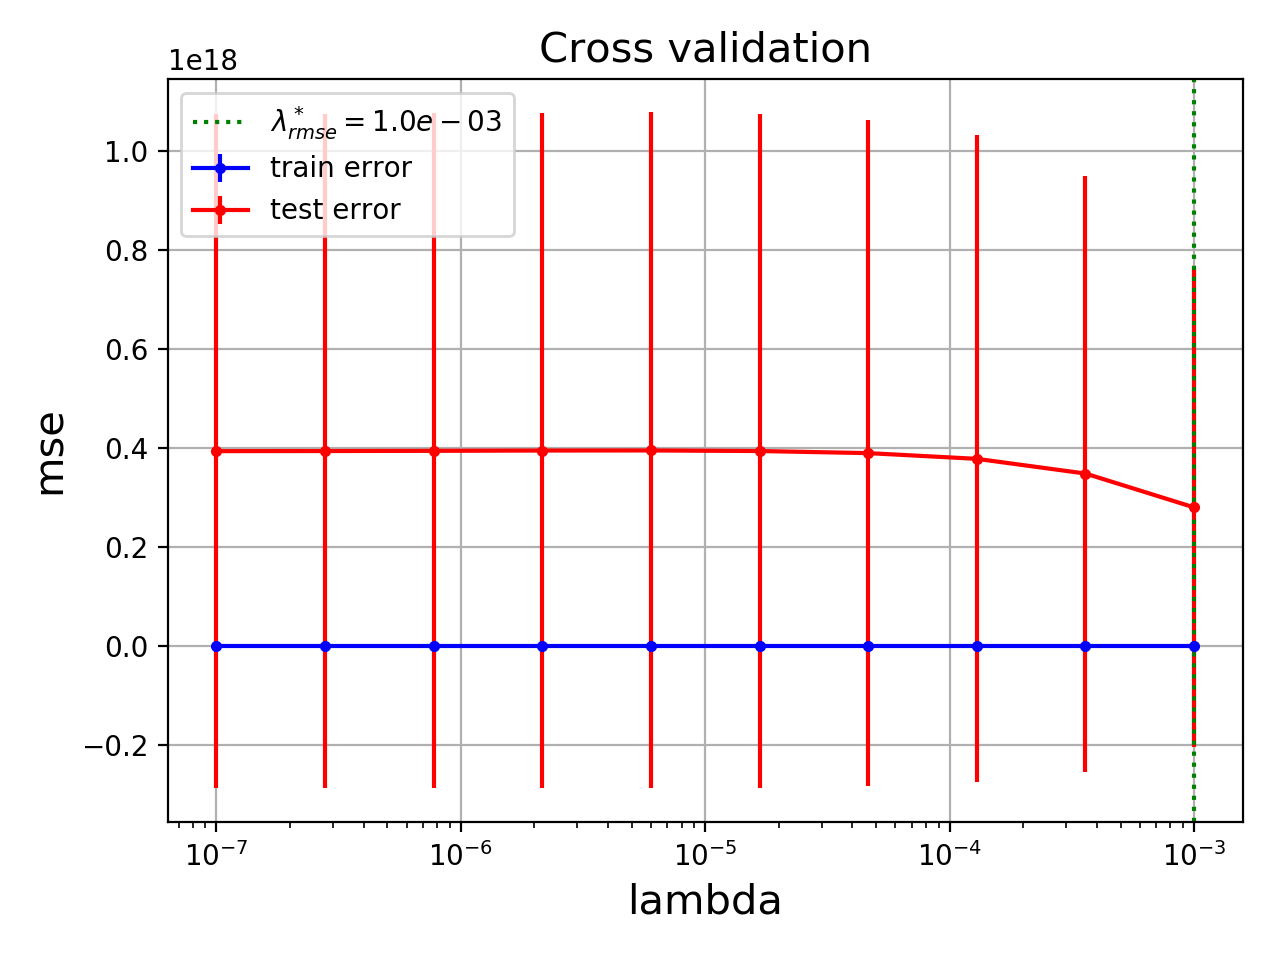 Cross validation
1e18
λ*rmse = 1.0e − 03
train error
test error
1.0
0.8
0.6
0.4
0.2
0.0
−0.2
mse
10⁻⁷ 10⁻⁶ 10⁻⁵ 10⁻⁴ 10⁻³
lambda